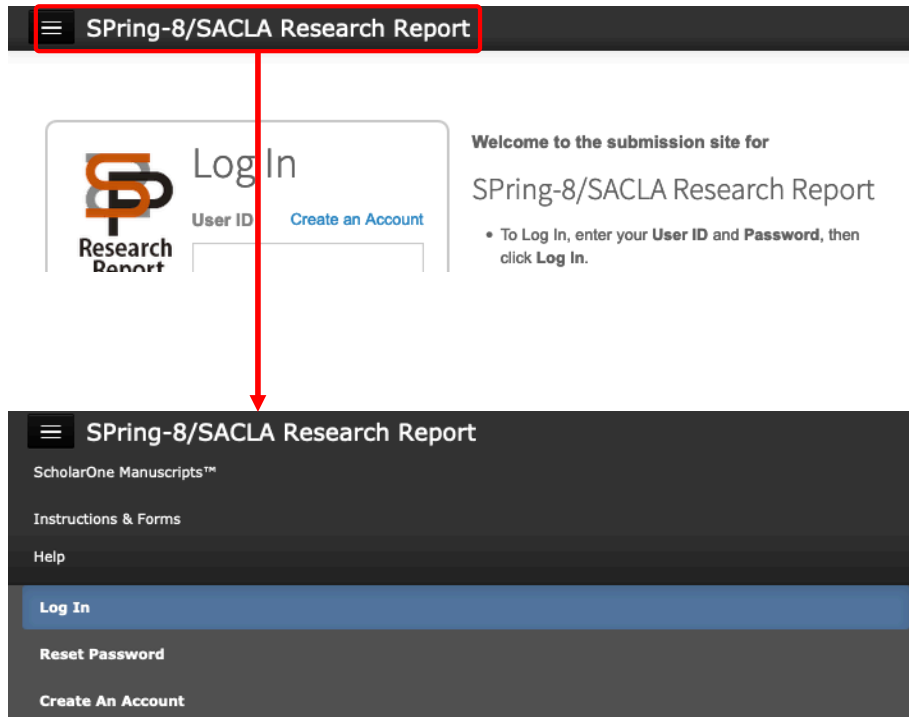 SPring-8/SACLA Research Report
Log In
User ID
Create an Account
Research
Report
Welcome to the submission site for
SPring-8/SACLA Research Report
• To Log In, enter your User ID and Password, then
click Log In.
SPring-8/SACLA Research Report
ScholarOne Manuscripts™
Instructions & Forms
Help
Log In
Reset Password
Create An Account